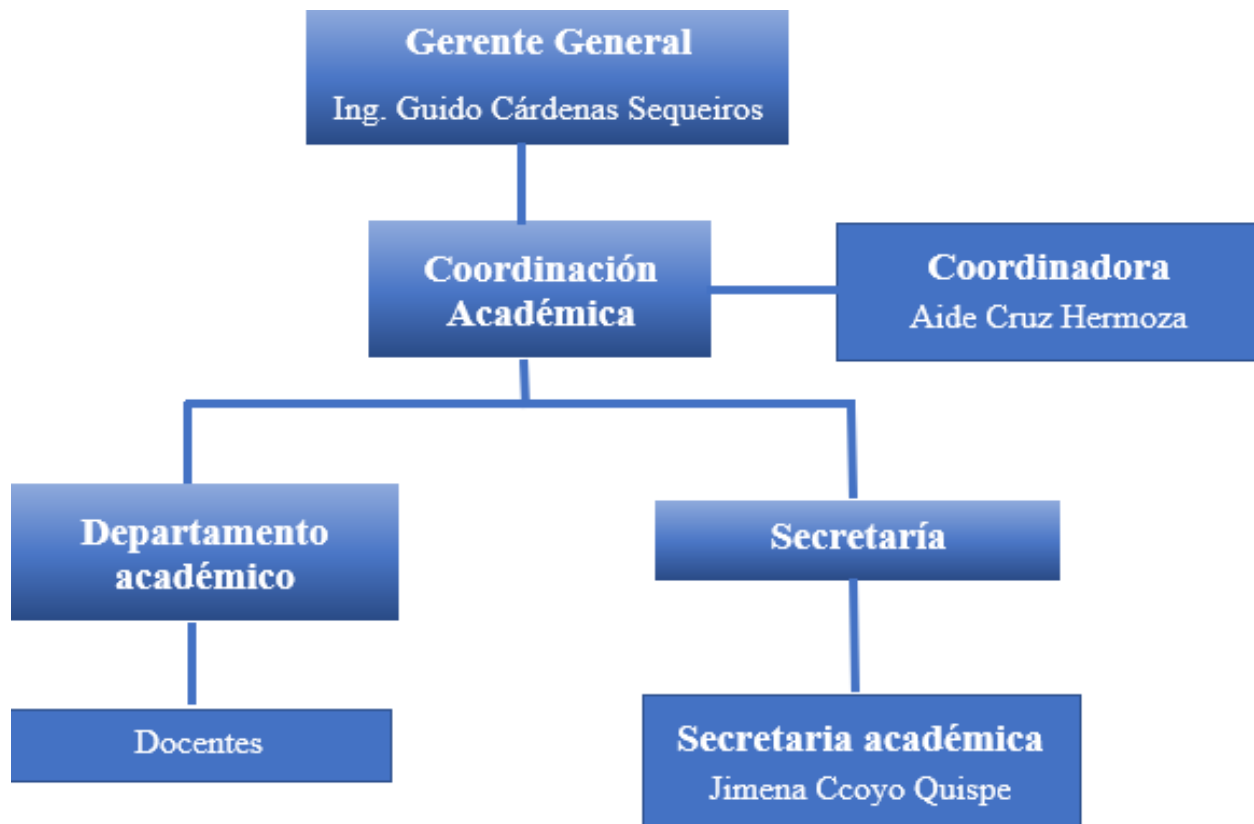 Gerente General
Ing. Guido Cárdenas Sequeiros
Coordinación
Académica
Coordinadora
Aide Cruz Hermoza
Departamento
académico
Secretaría
Docentes
Secretaria académica
Jimena Ccoyo Quispe